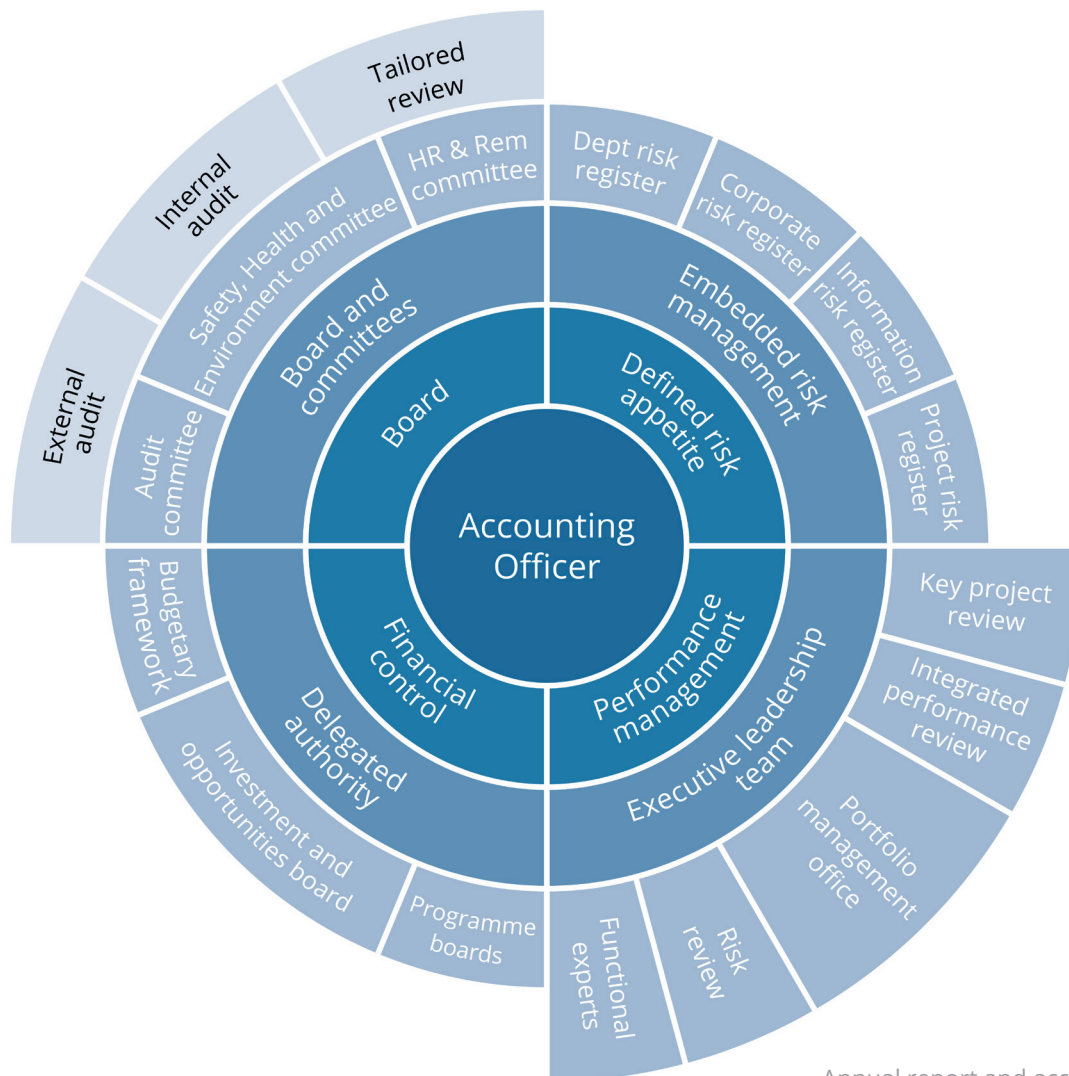 Tailored
review
Internal
audit
External
audit
HR & Rem
committee
Safety, Health and
Environment committee
Audit
committee
Board and
committees
Board
Dept risk
register
Corporate
risk register
Information
risk register
Project risk
register
Embedded risk
management
Defined risk
appetite
Accounting
Officer
Financial
control
Delegated
authority
Budgetary
framework
Investment and
opportunities board
Programme
boards
Performance
management
Executive leadership
team
Key project
review
Integrated
performance
review
Portfolio
management
office
Risk
review
Functional
experts